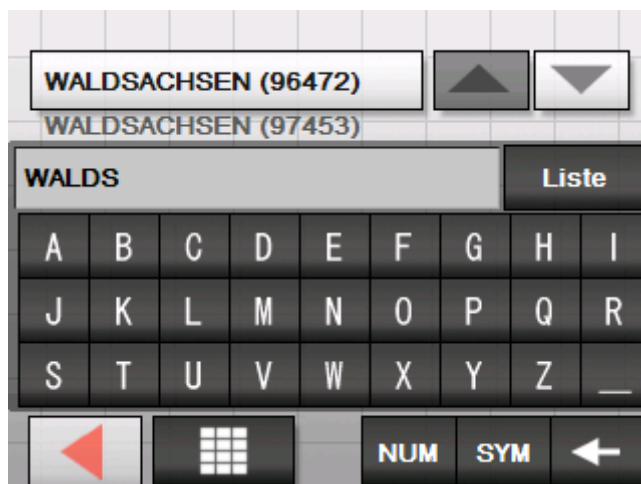 WALDSACHSEN (96472)
WALDSACHSEN (97453)
WALDS Liste
A B C D E F G H I
J K L M N O P Q R
S T U V W X Y Z _
NUM SYM